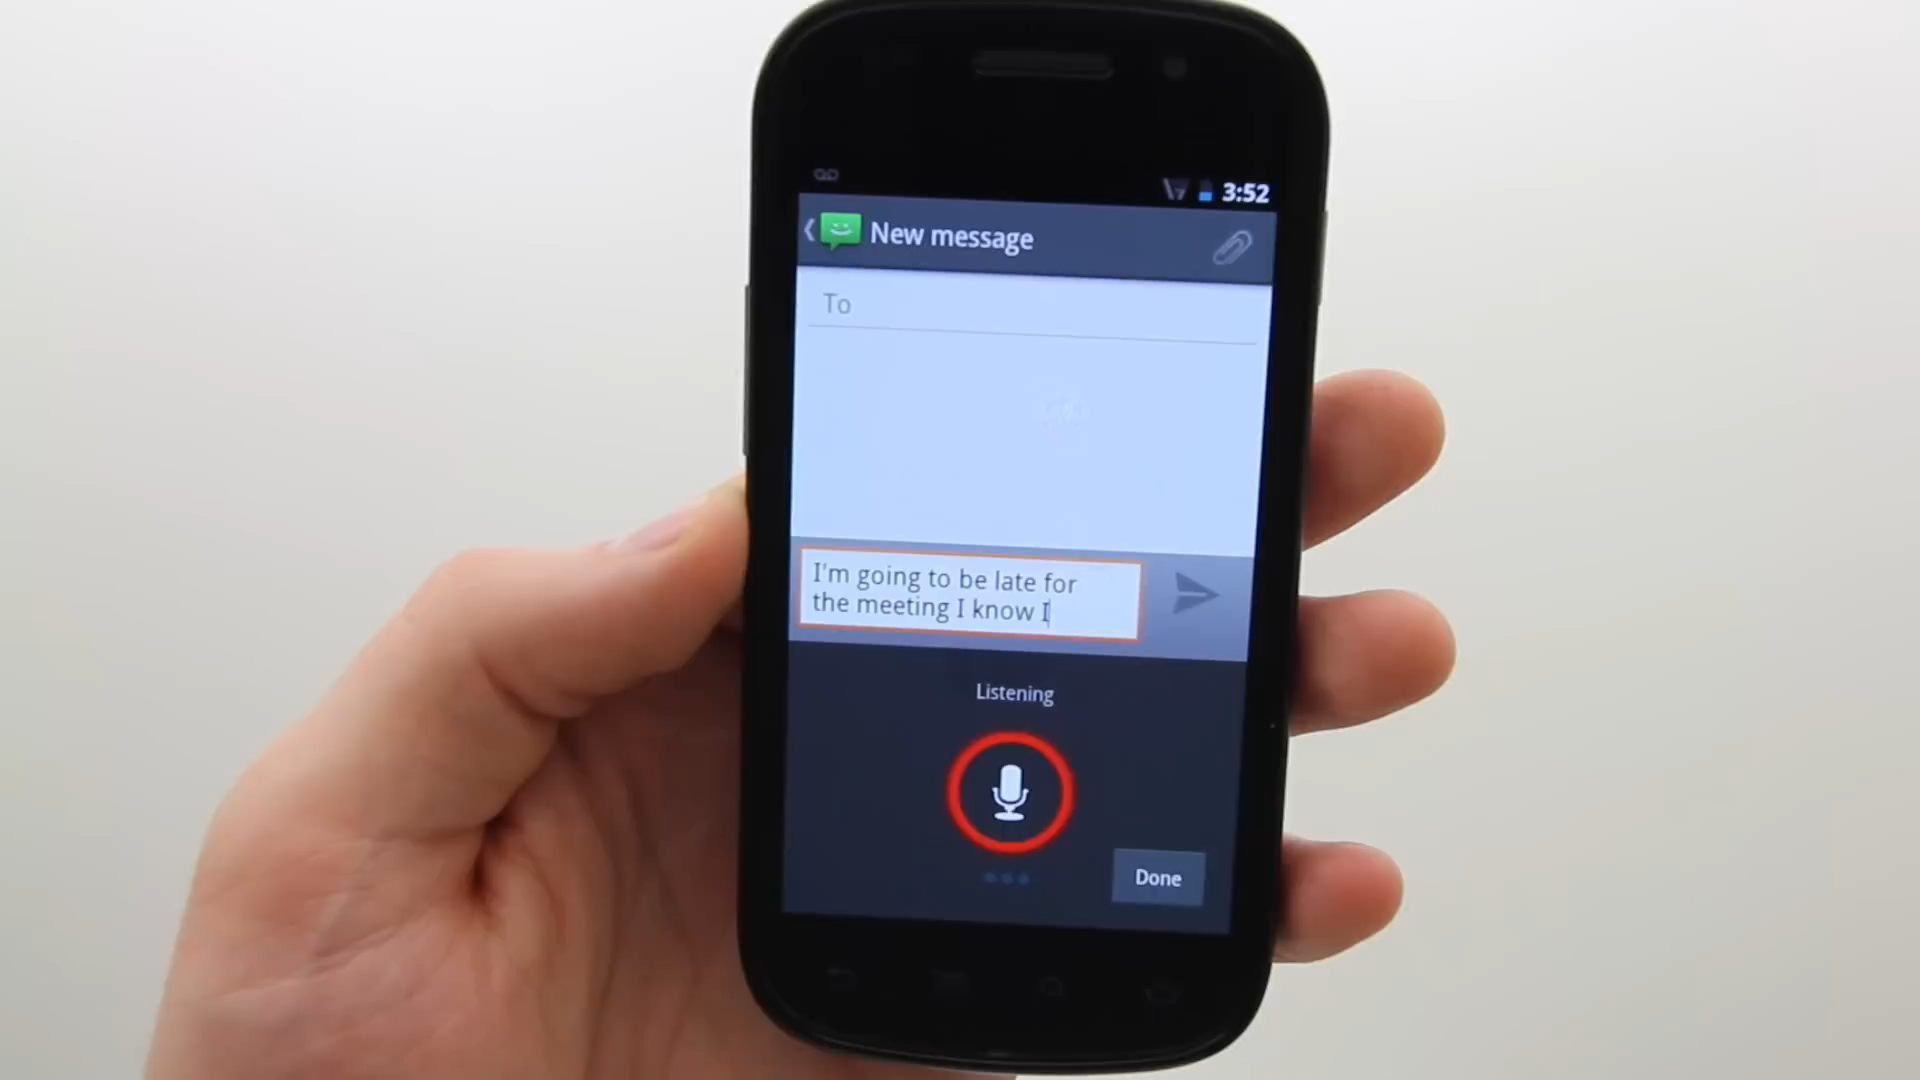 3:52
New message
To
I'm going to be late for
the meeting I know I
Listening
Done